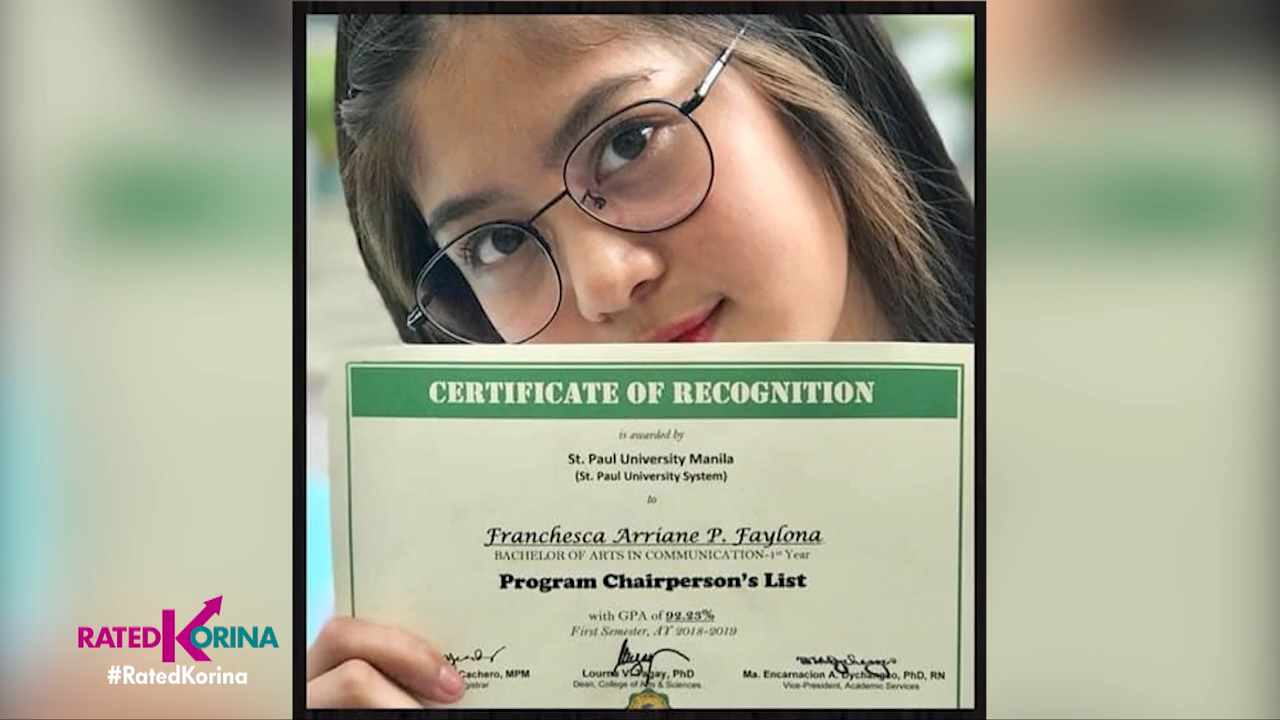 CERTIFICATE OF RECOGNITION
is awarded by
St. Paul University Manila
(St. Paul University System)
to
Franchesca Arriane P. Faylona
BACHELOR OF ARTS IN COMMUNICATION-1st Year
Program Chairperson's List
with GPA of 92.23%
First Semester, AY 2018-2019
Cachero, MPM
Lourna V. PhD
Ma. Encarnacion A. Dychangco, PhD, RN
Dean, College of Arts & Sciences
Vice-President, Academic Services
RATED KORINA
#RatedKorina